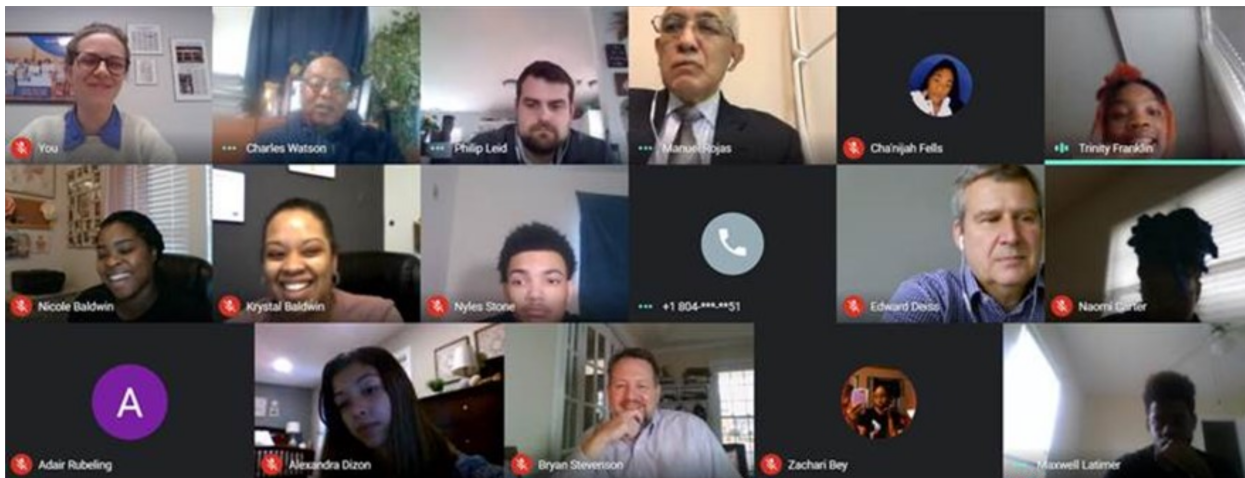 You
Charles Watson
Philip Leid
Manuel Rojas
Cha'nijah Fells
Trinity Franklin
Nicole Baldwin
Krystal Baldwin
Nyles Stone
+1 804-***-**51
Edward Deiss
Naomi Carter
A
Adair Rubeling
Alexandra Dizon
Bryan Stevenson
Zachari Bey
Maxwell Latimer